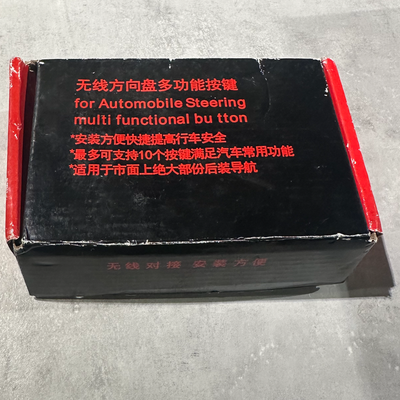 无线方向盘多功能按键
for Automobile Steering
multi functional bu tton
*安装方便快捷提高行车安全
*最多可支持10个按键满足汽车常用功能
*适用于市面上绝大部份后装导航
无线对接 安装方便